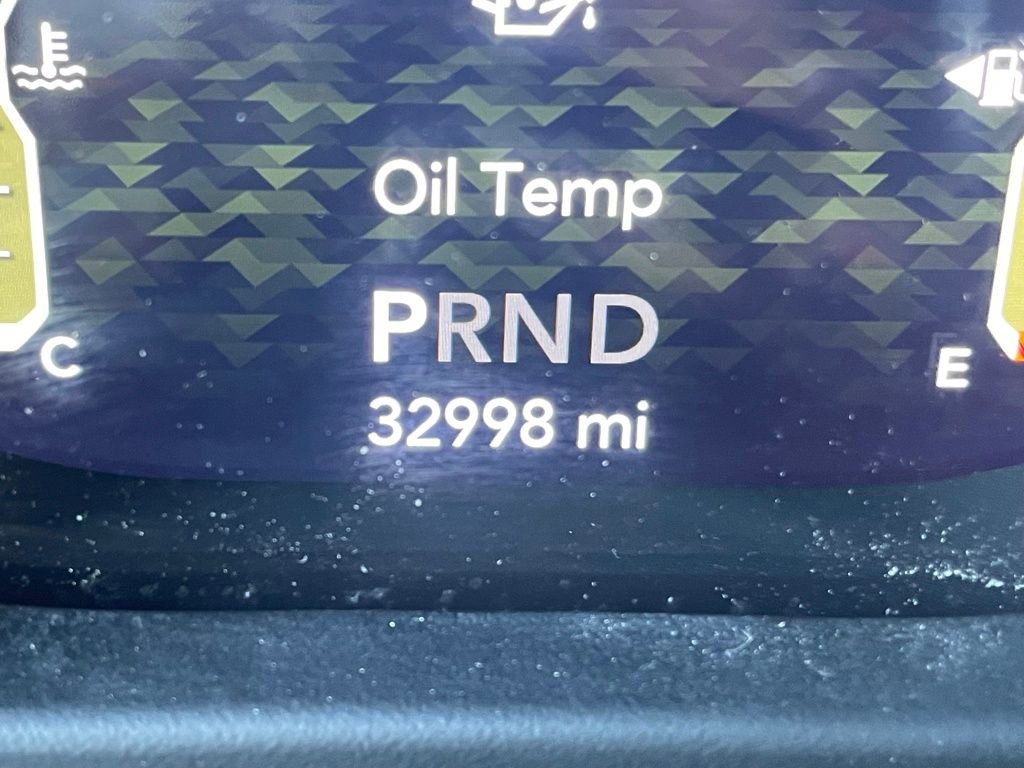 Oil Temp
PRND
C
E
32998 mi